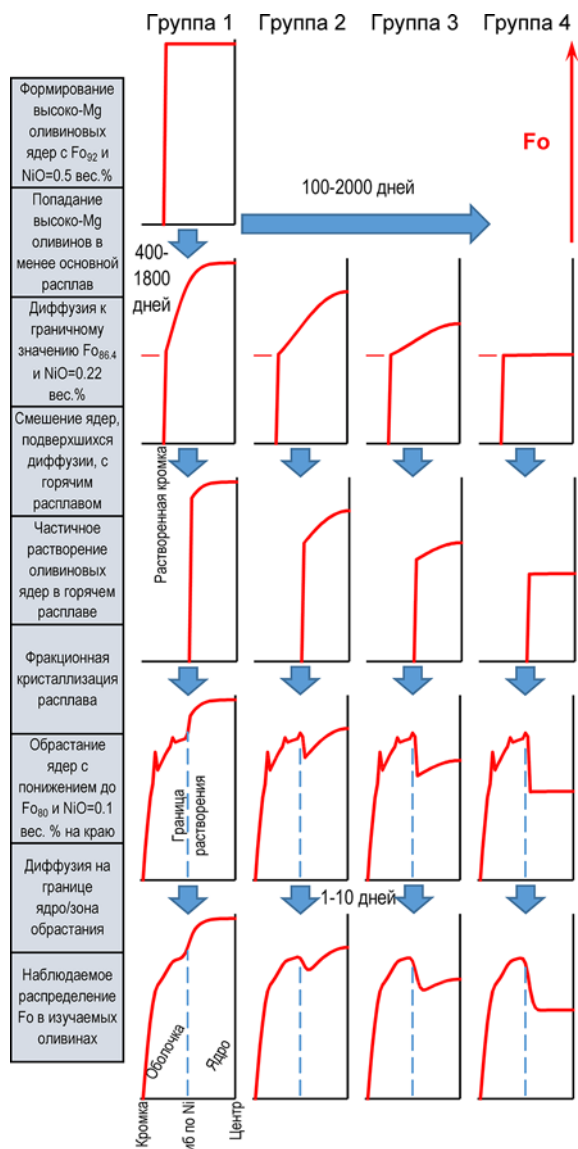 Группа 1 Группа 2 Группа 3 Группа 4
Формирование
высоко-Mg
оливиновых
ядер с Fo92 и
NiO=0.5 вес.%
Fo
100-2000 дней
Попадание
высоко-Mg
оливинов в
менее основной
расплав
400-
1800
дней
Диффузия к
граничному
значению Fo86.4
и NiO=0.22
вес.%
Смешение ядер,
подверхшихся
диффузии, с
горячим
расплавом
Растворенная кромка
Частичное
растворение
оливиновых
ядер в горячем
расплаве
Фракционная
кристаллизация
расплава
Обрастание
ядер с
понижением до
Fo80 и NiO=0.1
вес. % на краю
Граница
растворения
Диффузия на
границе
ядро/зона
обрастания
1-10 дней
Наблюдаемое
распределение
Fo в изучаемых
оливинах
Оболочка
Ядро
Кромка
иб по Ni
Центр